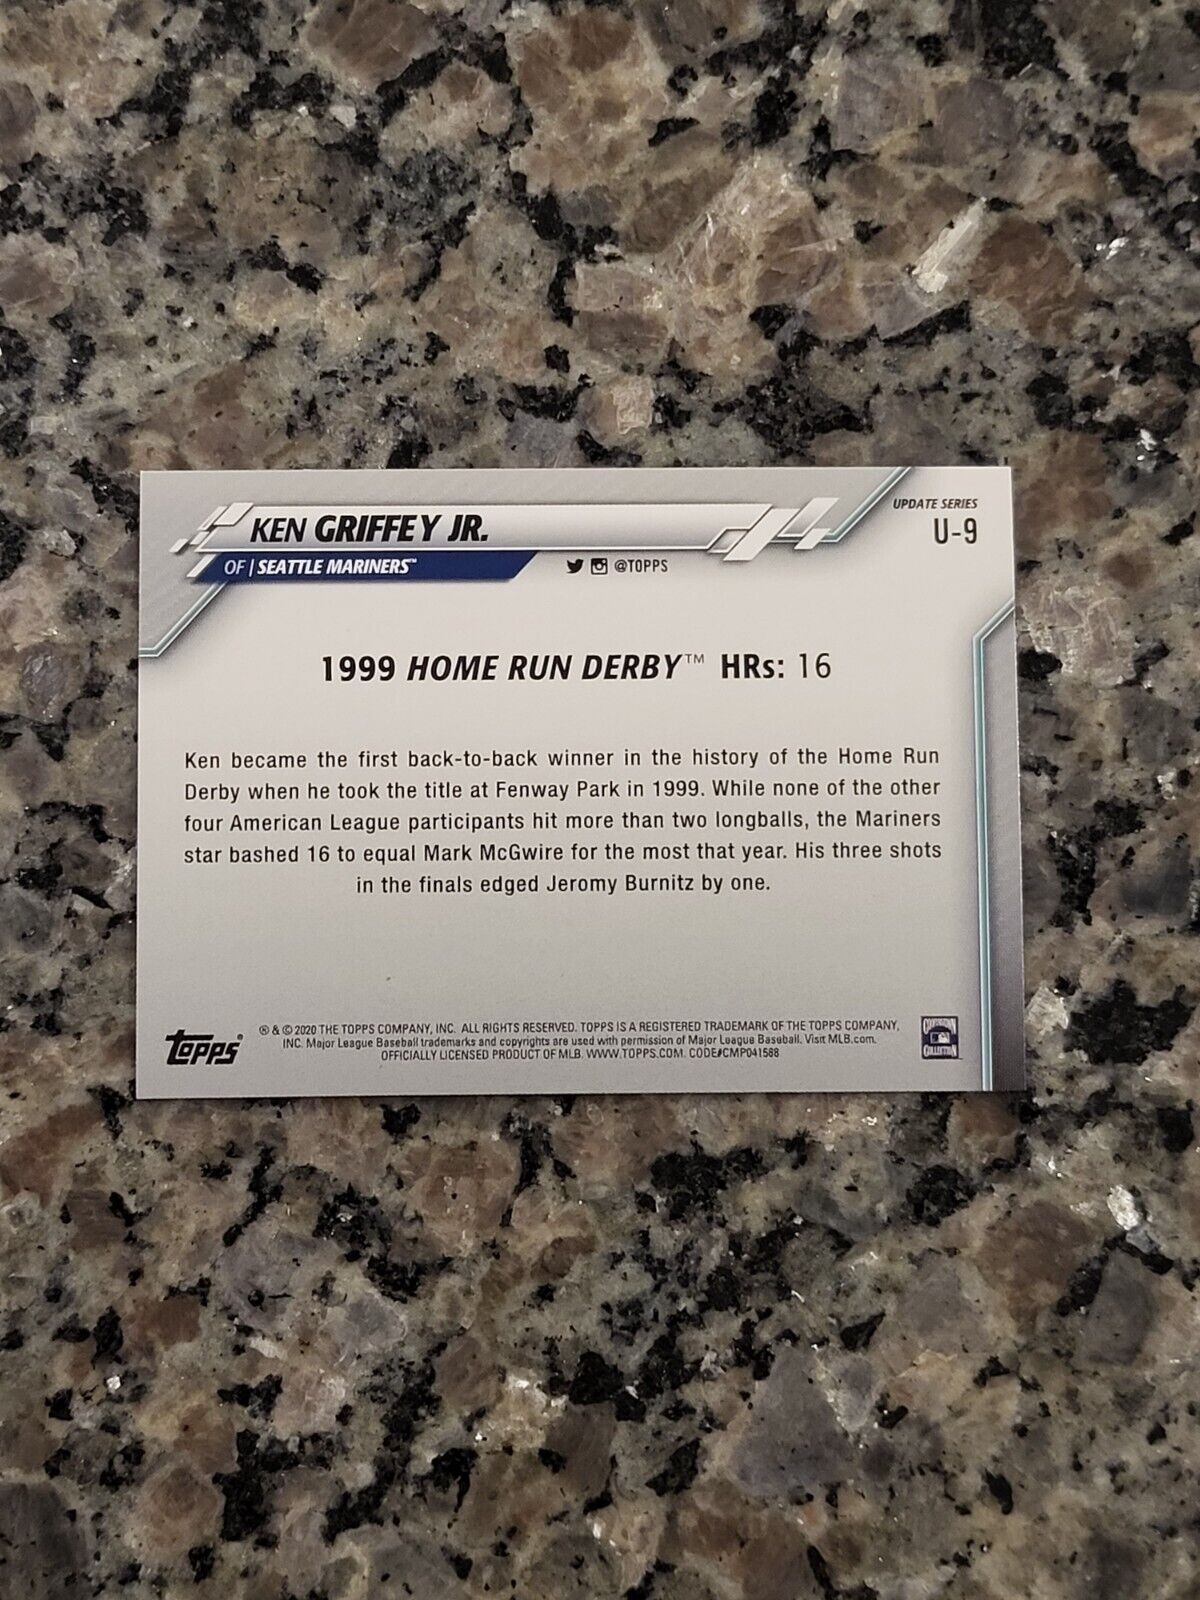 UPDATE SERIES
U-9
KEN GRIFFEY JR.
OF | SEATTLE MARINERS™
@TOPPS
1999 HOME RUN DERBY™ HRs: 16
Ken became the first back-to-back winner in the history of the Home Run
Derby when he took the title at Fenway Park in 1999. While none of the other
four American League participants hit more than two longballs, the Mariners
star bashed 16 to equal Mark McGwire for the most that year. His three shots
in the finals edged Jeromy Burnitz by one.
TOPPS®
® & © 2020 THE TOPPS COMPANY, INC. ALL RIGHTS RESERVED. TOPPS IS A REGISTERED TRADEMARK OF THE TOPPS COMPANY,
INC. Major League Baseball trademarks and copyrights are used with permission of Major League Baseball. Visit MLB.com.
OFFICIALLY LICENSED PRODUCT OF MLB. WWW.TOPPS.COM. CODE#CMP041568
COOPERSTOWN
COLLECTION